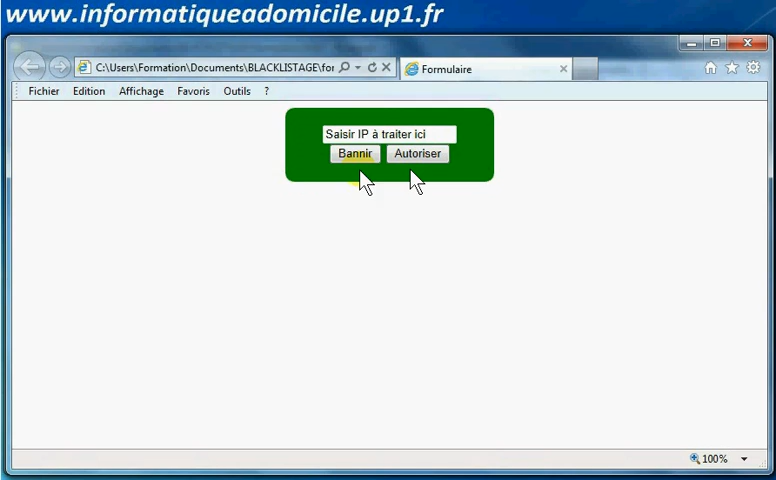 www.informatiqueadomicile.up1.fr
C:\Users\Formation\Documents\BLACKLISTAGE\for
Formulaire
Fichier Edition Affichage Favoris Outils ?
Saisir IP à traiter ici
Bannir Autoriser
100%